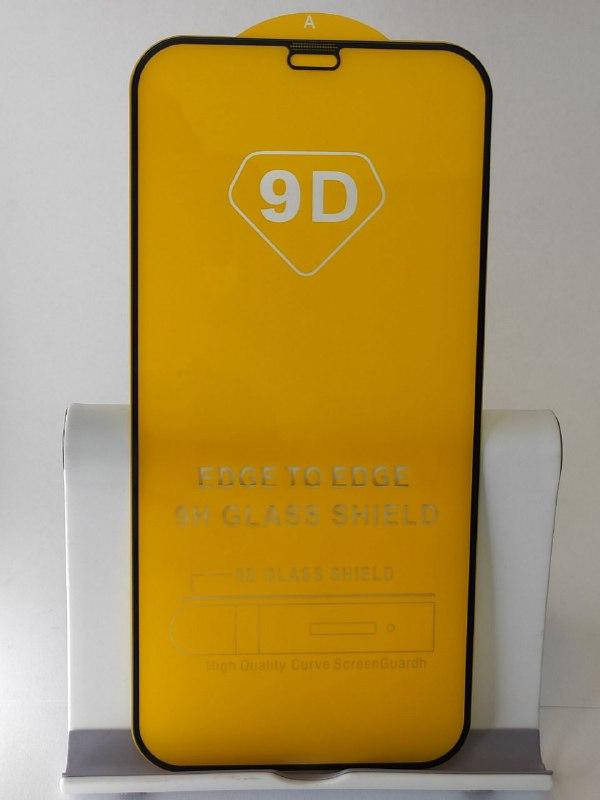 A
9D
EDGE TO EDGE
9H GLASS SHIELD
9D GLASS SHIELD
High Quality Curve ScreenGuardh